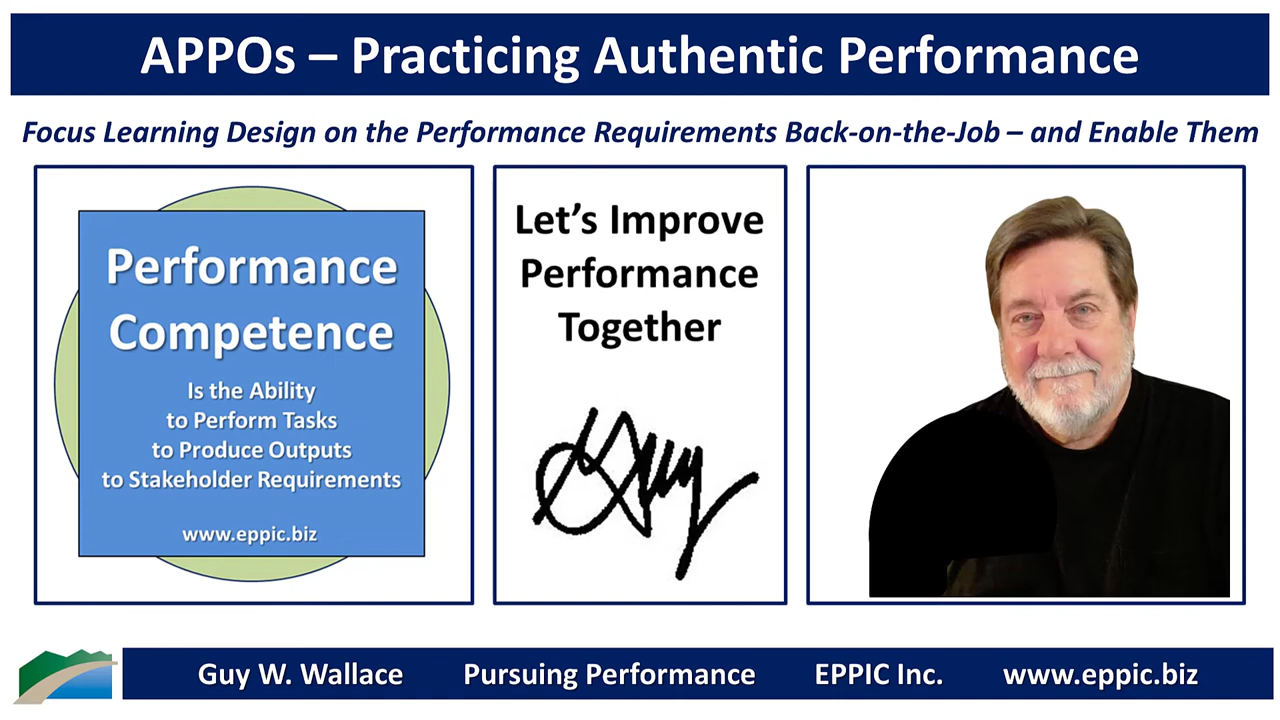 APPOs – Practicing Authentic Performance
Focus Learning Design on the Performance Requirements Back-on-the-Job – and Enable Them
Performance
Competence
Is the Ability
to Perform Tasks
to Produce Outputs
to Stakeholder Requirements
www.eppic.biz
Let's Improve
Performance
Together
Guy
Guy W. Wallace Pursuing Performance EPPIC Inc. www.eppic.biz